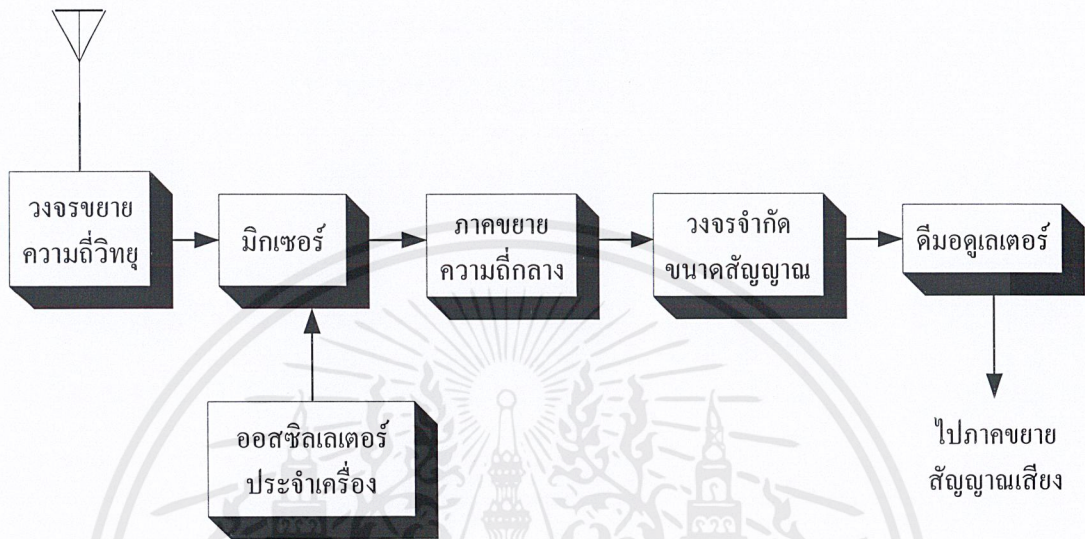 วงจรขยาย
ความถี่วิทยุ
มิกเซอร์
ภาคขยาย
ความถี่กลาง
วงจรจำกัด
ขนาดสัญญาณ
ดีมอดูเลเตอร์
ออสซิลเลเตอร์
ประจำเครื่อง
ไปภาคขยาย
สัญญาณเสียง